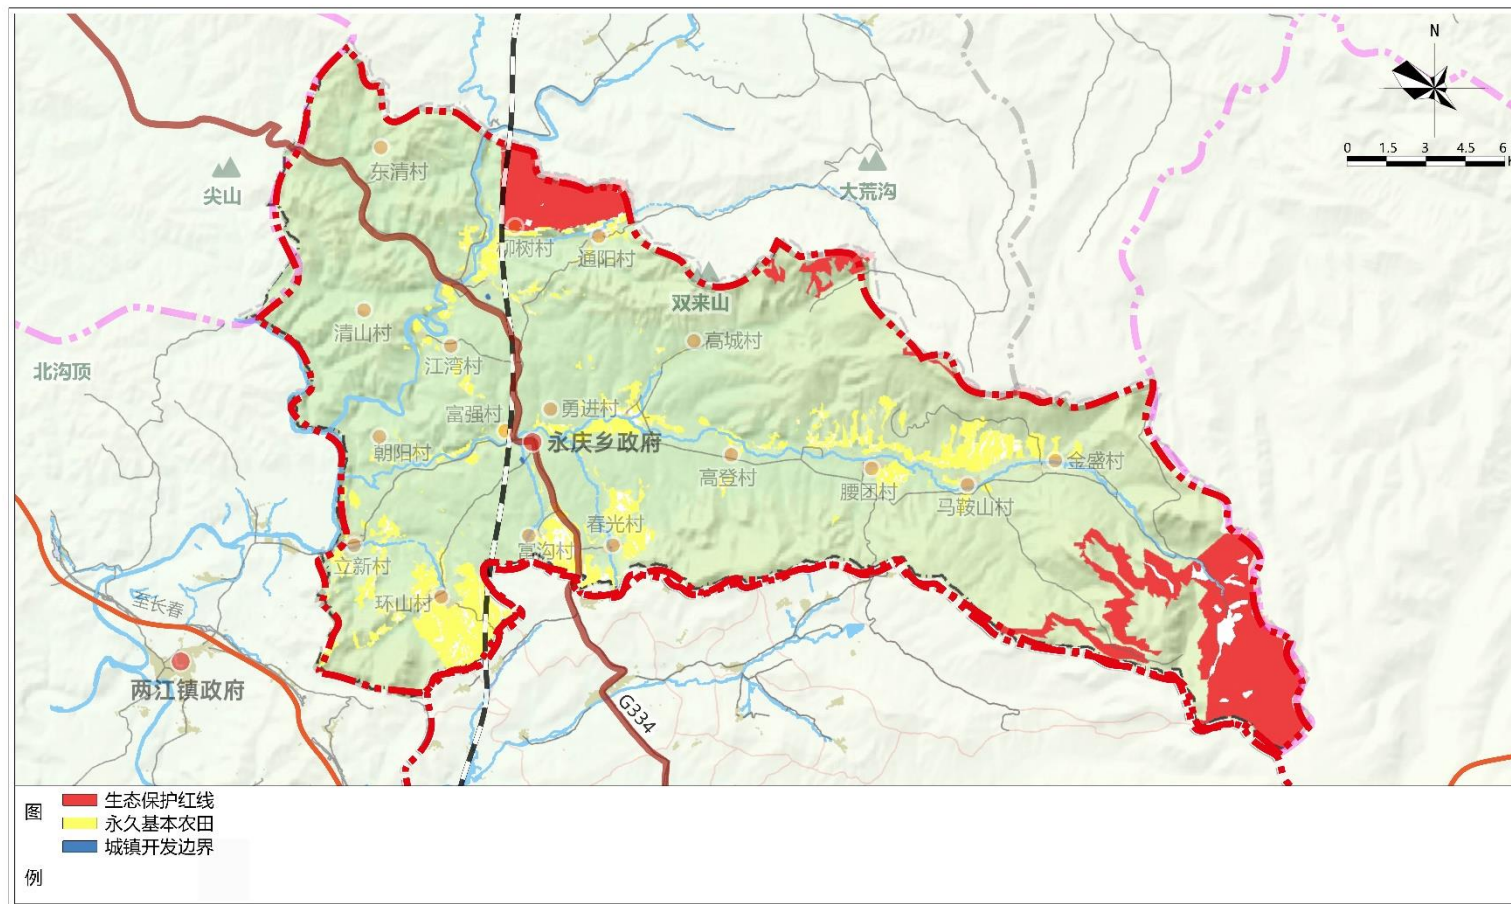 N
0 1.5 3 4.5 6
东清村
尖山
大荒沟
柳树村
通阳村
双来山
清山村
高城村
江湾村
北沟顶
富强村
勇进村
永庆乡政府
朝阳村
高登村
金盛村
腰团村
马鞍山村
春光村
富沟村
立新村
环山村
至长春
两江镇政府
G334
图
例
生态保护红线
永久基本农田
城镇开发边界